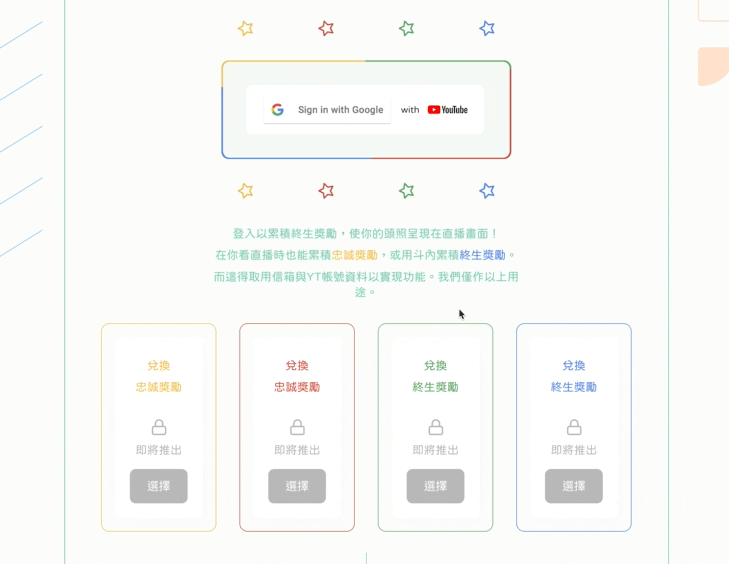 Sign in with Google with YouTube
登入以累積終生獎勵，使你的頭照呈現在直播畫面！
在你看直播時也能累積忠誠獎勵，或用斗內累積終生獎勵。
而這得取用信箱與YT帳號資料以實現功能。我們僅作以上用
途。
兌換
忠誠獎勵
即將推出
選擇
兌換
忠誠獎勵
即將推出
選擇
兌換
終生獎勵
即將推出
選擇
兌換
終生獎勵
即將推出
選擇